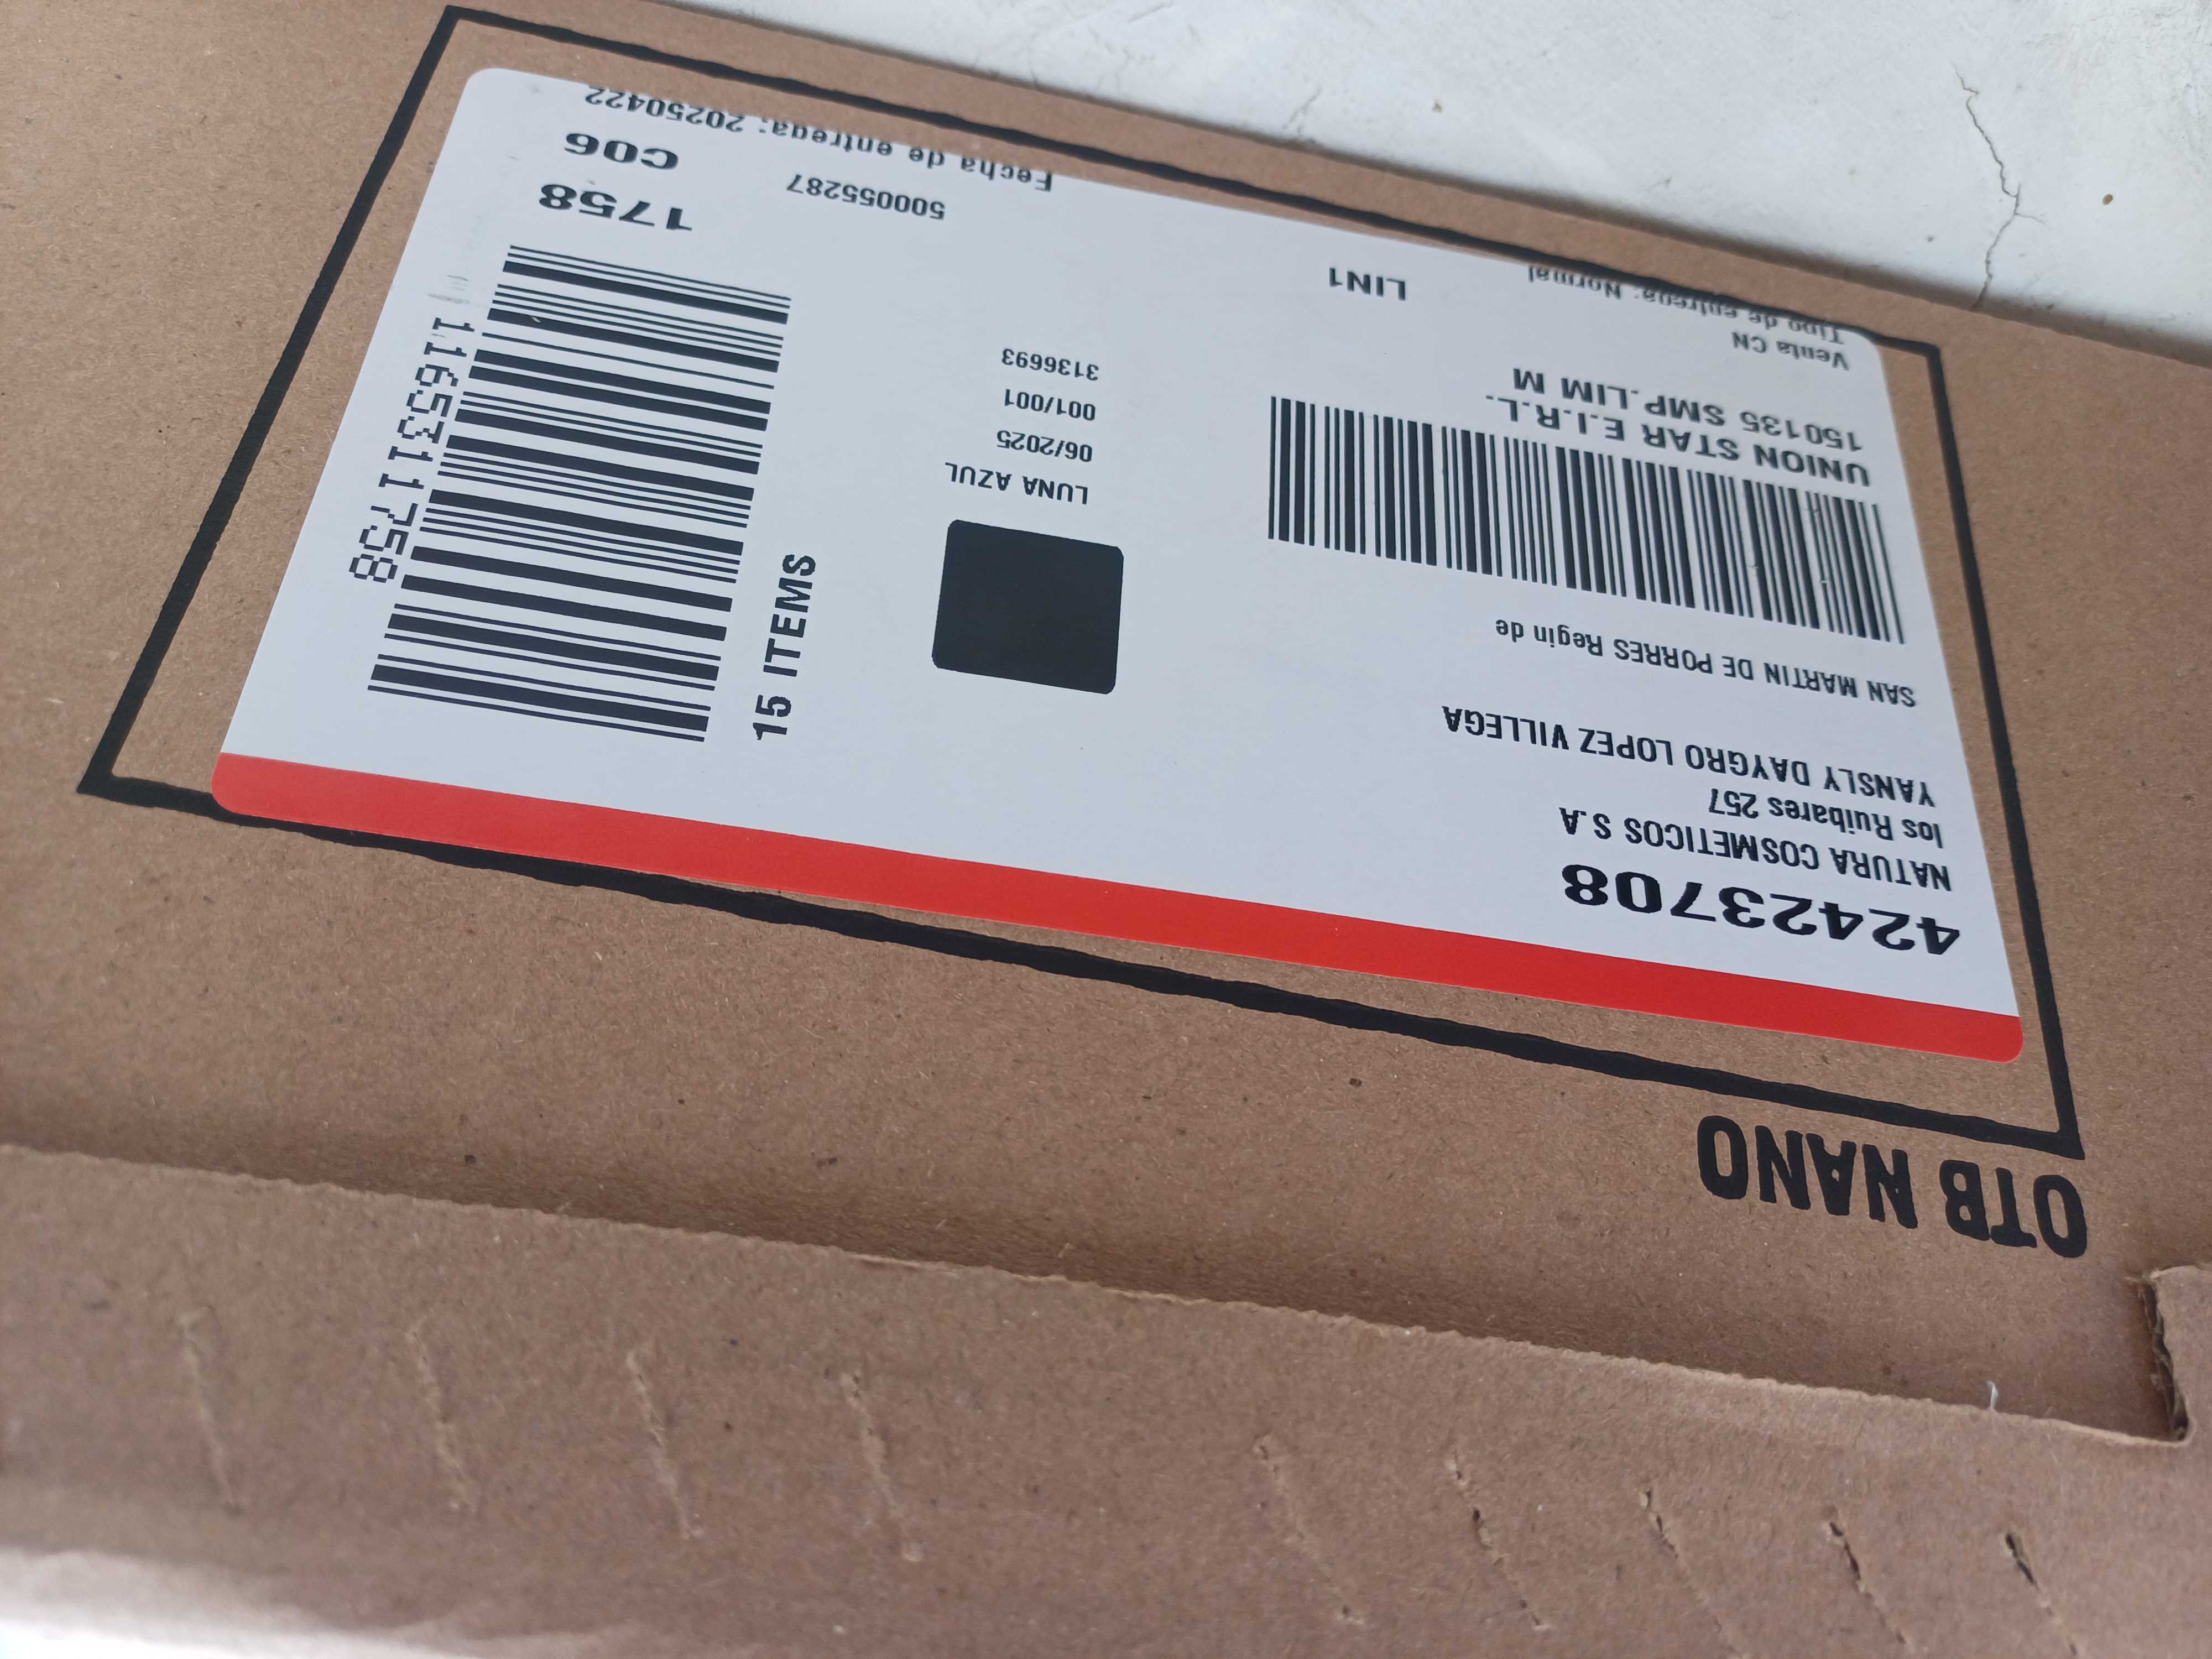 OTB NANO
42423708
NATURA COSMETICOS S.A
los Ruibares 257
YANSLY DAYGRO LOPEZ VILLEGA
SAN MARTIN DE PORRES Regin de
UNION STAR E.I.R.L.
150135 SMP.LIM M
Venta CN
Tipo de entrega: Normal
LIN1
LUNA AZUL
06/2025
001/001
3136693
500055287
Fecha de entrega: 20250422
15 ITEMS
1165311758
1758
C06